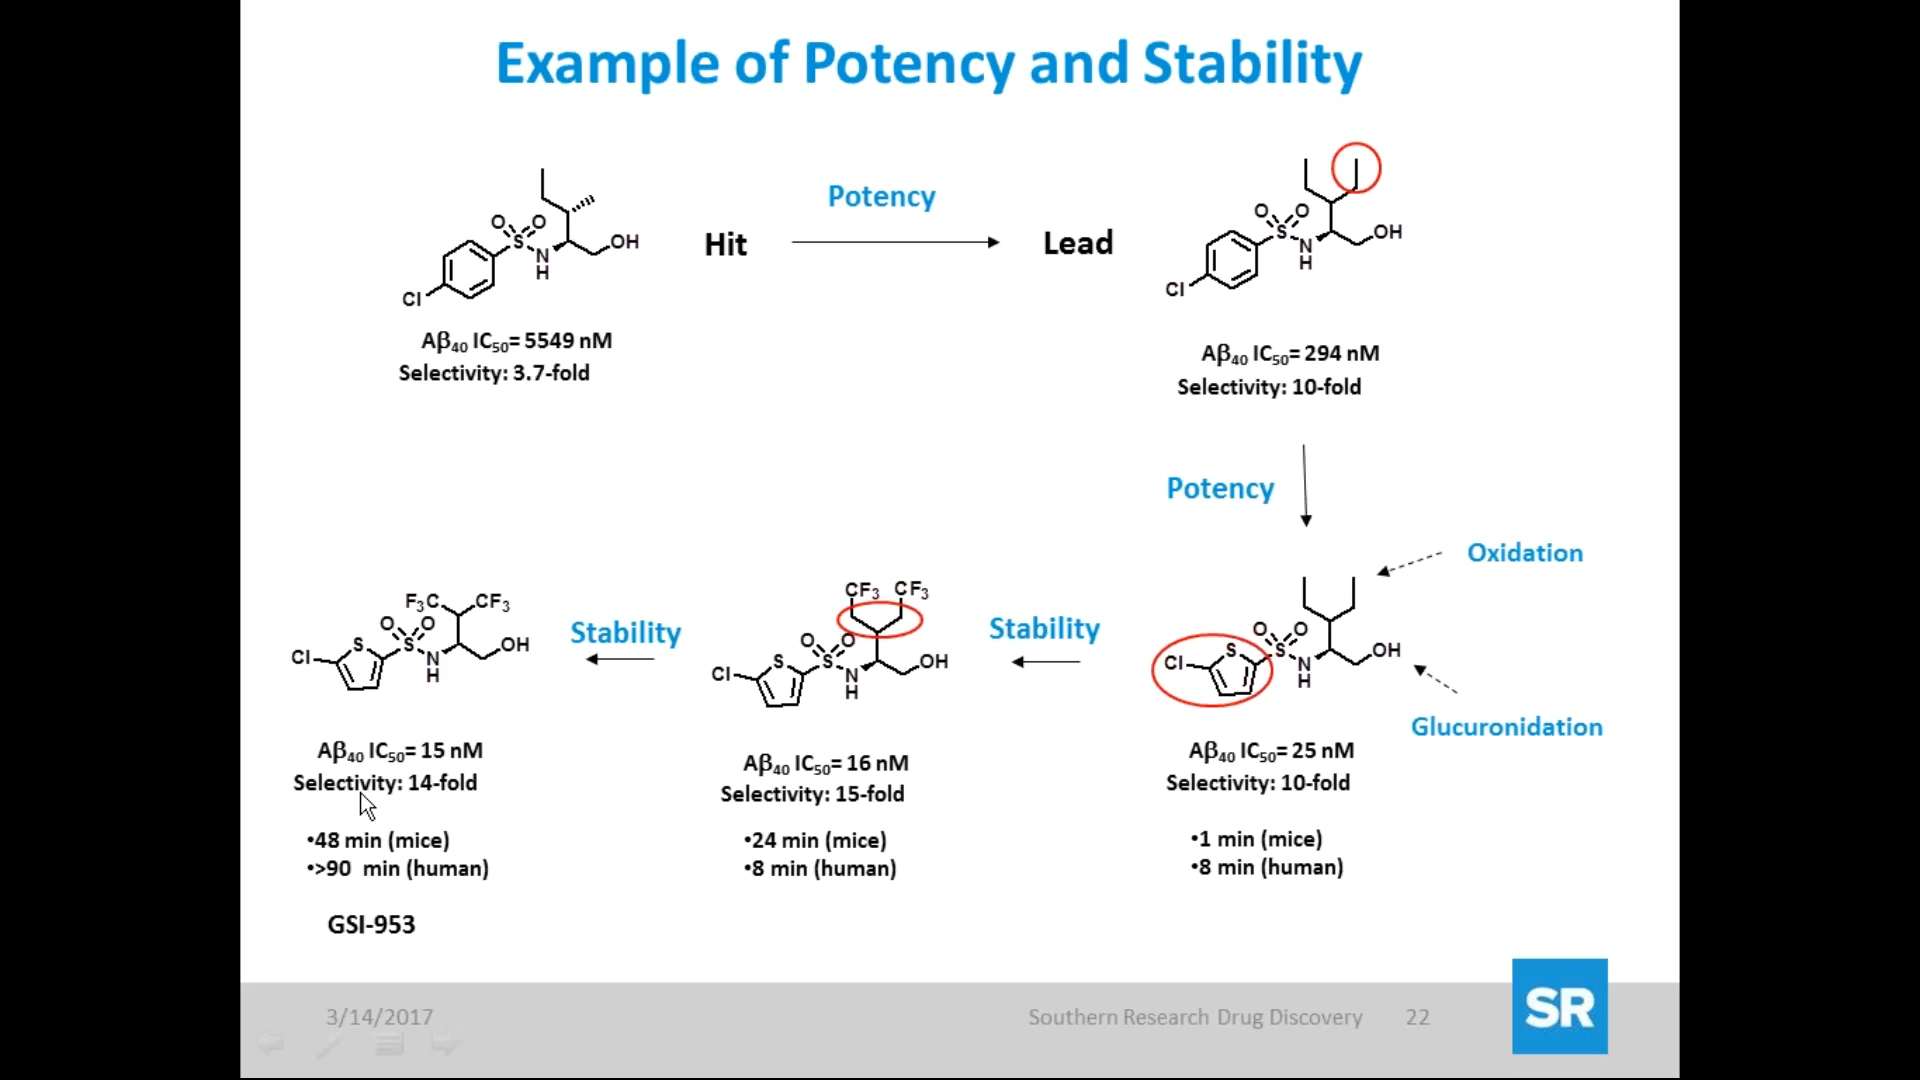 Example of Potency and Stability
O O
S
N
H
OH
Cl
Aβ40 IC50= 5549 nM
Selectivity: 3.7-fold
Hit
Potency
Lead
O O
S
N
H
OH
Cl
Aβ40 IC50= 294 nM
Selectivity: 10-fold
Potency
Oxidation
O O
S
S
N
H
OH
Cl
Glucuronidation
Aβ40 IC50= 25 nM
Selectivity: 10-fold
•1 min (mice)
•8 min (human)
Stability
CF3 CF3
O O
S
S
N
H
OH
Cl
Aβ40 IC50= 16 nM
Selectivity: 15-fold
•24 min (mice)
•8 min (human)
Stability
F3C CF3
O O
S
S
N
H
OH
Cl
Aβ40 IC50= 15 nM
Selectivity: 14-fold
•48 min (mice)
•>90 min (human)
GSI-953
3/14/2017
Southern Research Drug Discovery
22
SR